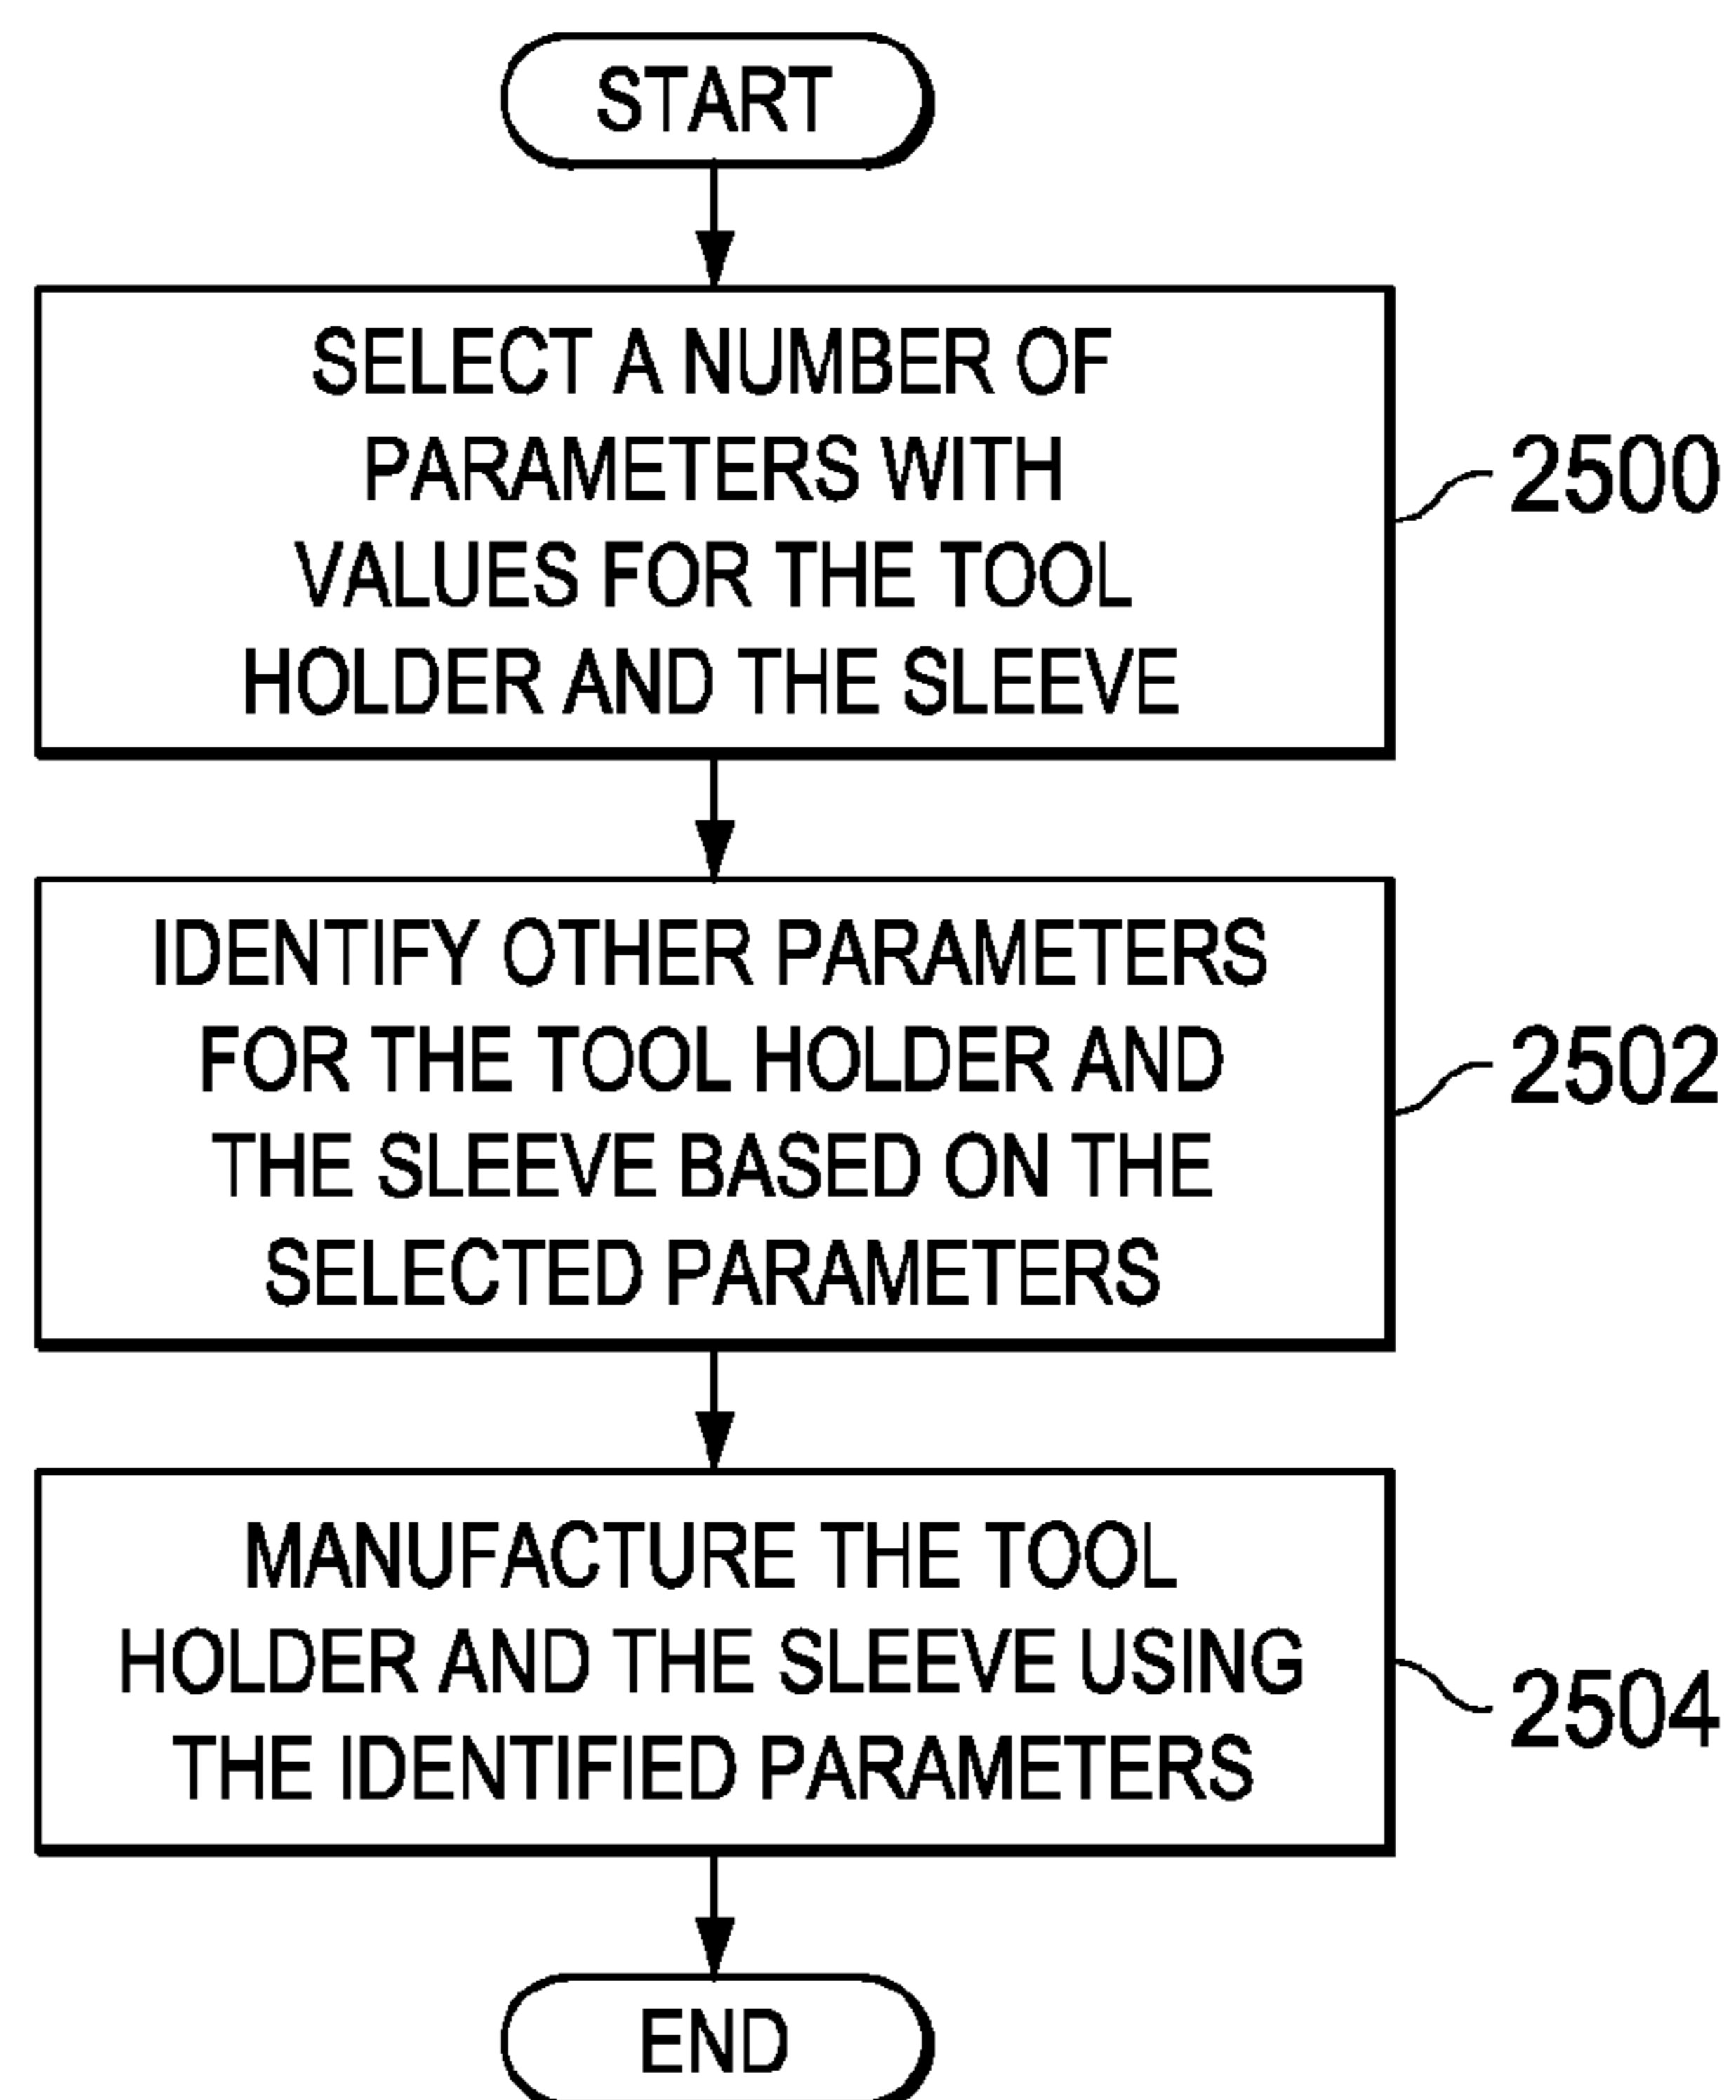 START
SELECT A NUMBER OF
PARAMETERS WITH
VALUES FOR THE TOOL
HOLDER AND THE SLEEVE
2500
IDENTIFY OTHER PARAMETERS
FOR THE TOOL HOLDER AND
THE SLEEVE BASED ON THE
SELECTED PARAMETERS
2502
MANUFACTURE THE TOOL
HOLDER AND THE SLEEVE USING
THE IDENTIFIED PARAMETERS
2504
END